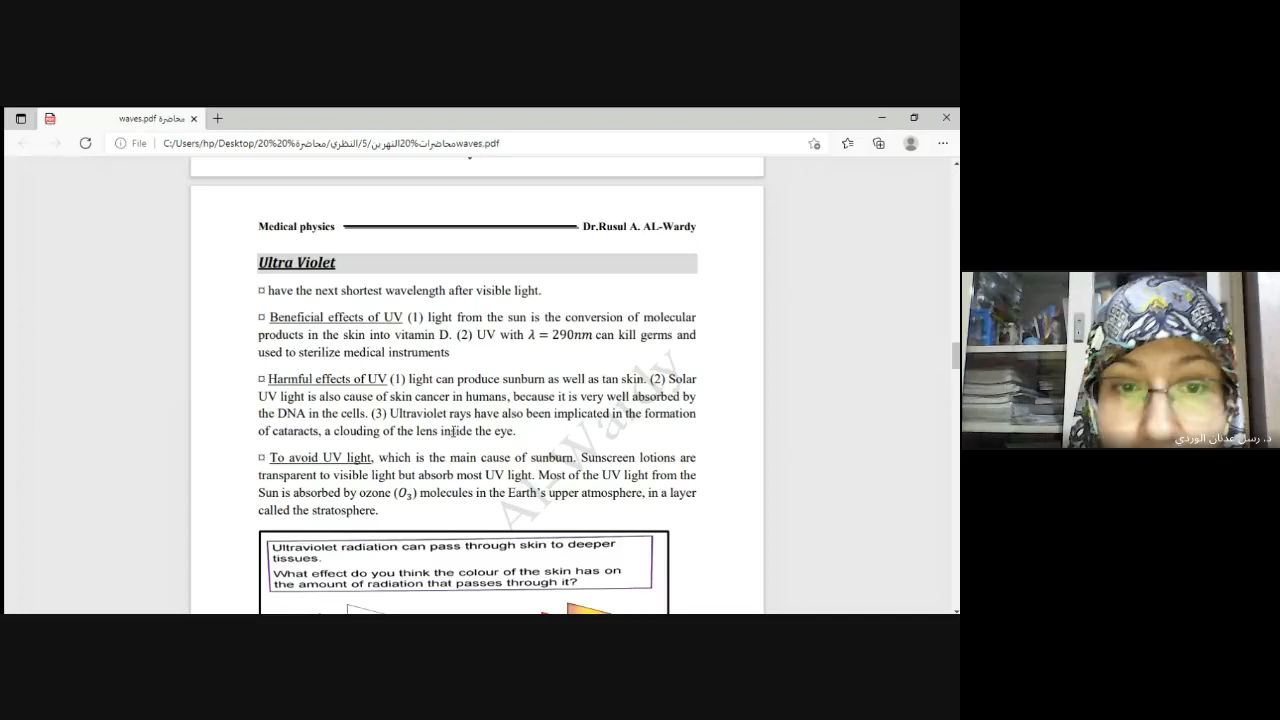 محاضرة waves.pdf
File
C:/Users/hp/Desktop/20%20%محاضرات%20النهرين/5/النظري/محاضرةwaves.pdf
Medical physics
Dr.Rusul A. AL-Wardy
Ultra Violet
¤ have the next shortest wavelength after visible light.
¤ Beneficial effects of UV (1) light from the sun is the conversion of molecular
products in the skin into vitamin D. (2) UV with λ = 290nm can kill germs and
used to sterilize medical instruments
¤ Harmful effects of UV (1) light can produce sunburn as well as tan skin. (2) Solar
UV light is also cause of skin cancer in humans, because it is very well absorbed by
the DNA in the cells. (3) Ultraviolet rays have also been implicated in the formation
of cataracts, a clouding of the lens inside the eye.
¤ To avoid UV light, which is the main cause of sunburn. Sunscreen lotions are
transparent to visible light but absorb most UV light. Most of the UV light from the
Sun is absorbed by ozone (O₃) molecules in the Earth's upper atmosphere, in a layer
called the stratosphere.
Al-Wardy
Ultraviolet radiation can pass through skin to deeper
tissues.
What effect do you think the colour of the skin has on
the amount of radiation that passes through it?
د. رسل عدنان الوردي